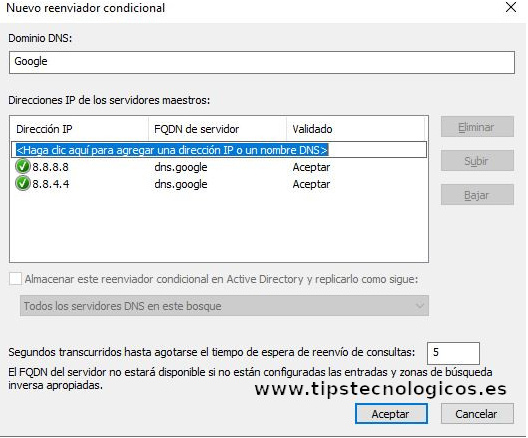 Nuevo reenviador condicional
Dominio DNS:
Google
Direcciones IP de los servidores maestros:
Dirección IP FQDN de servidor Validado
<Haga clic aquí para agregar una dirección IP o un nombre DNS>
8.8.8.8 dns.google Aceptar
8.8.4.4 dns.google Aceptar
Eliminar
Subir
Bajar
Almacenar este reenviador condicional en Active Directory y replicarlo como sigue:
Todos los servidores DNS en este bosque
Segundos transcurridos hasta agotarse el tiempo de espera de reenvío de consultas: 5
El FQDN del servidor no estará disponible si no están configuradas las entradas y zonas de búsqueda
inversa apropiadas.
www.tipstecnologicos.es
Aceptar Cancelar